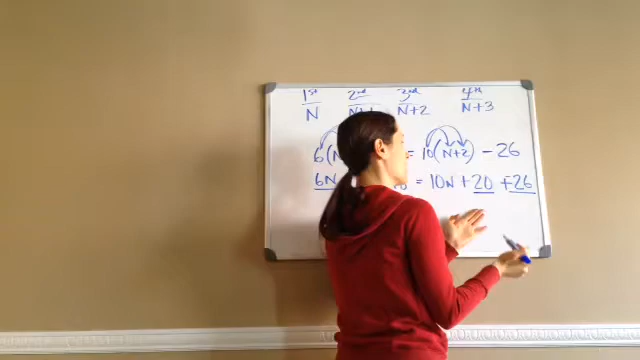 1st 2nd 3rd 4th
N N+1 N+2 N+3
6(N = 10(N+2) - 26
6N = 10N + 20 - 26